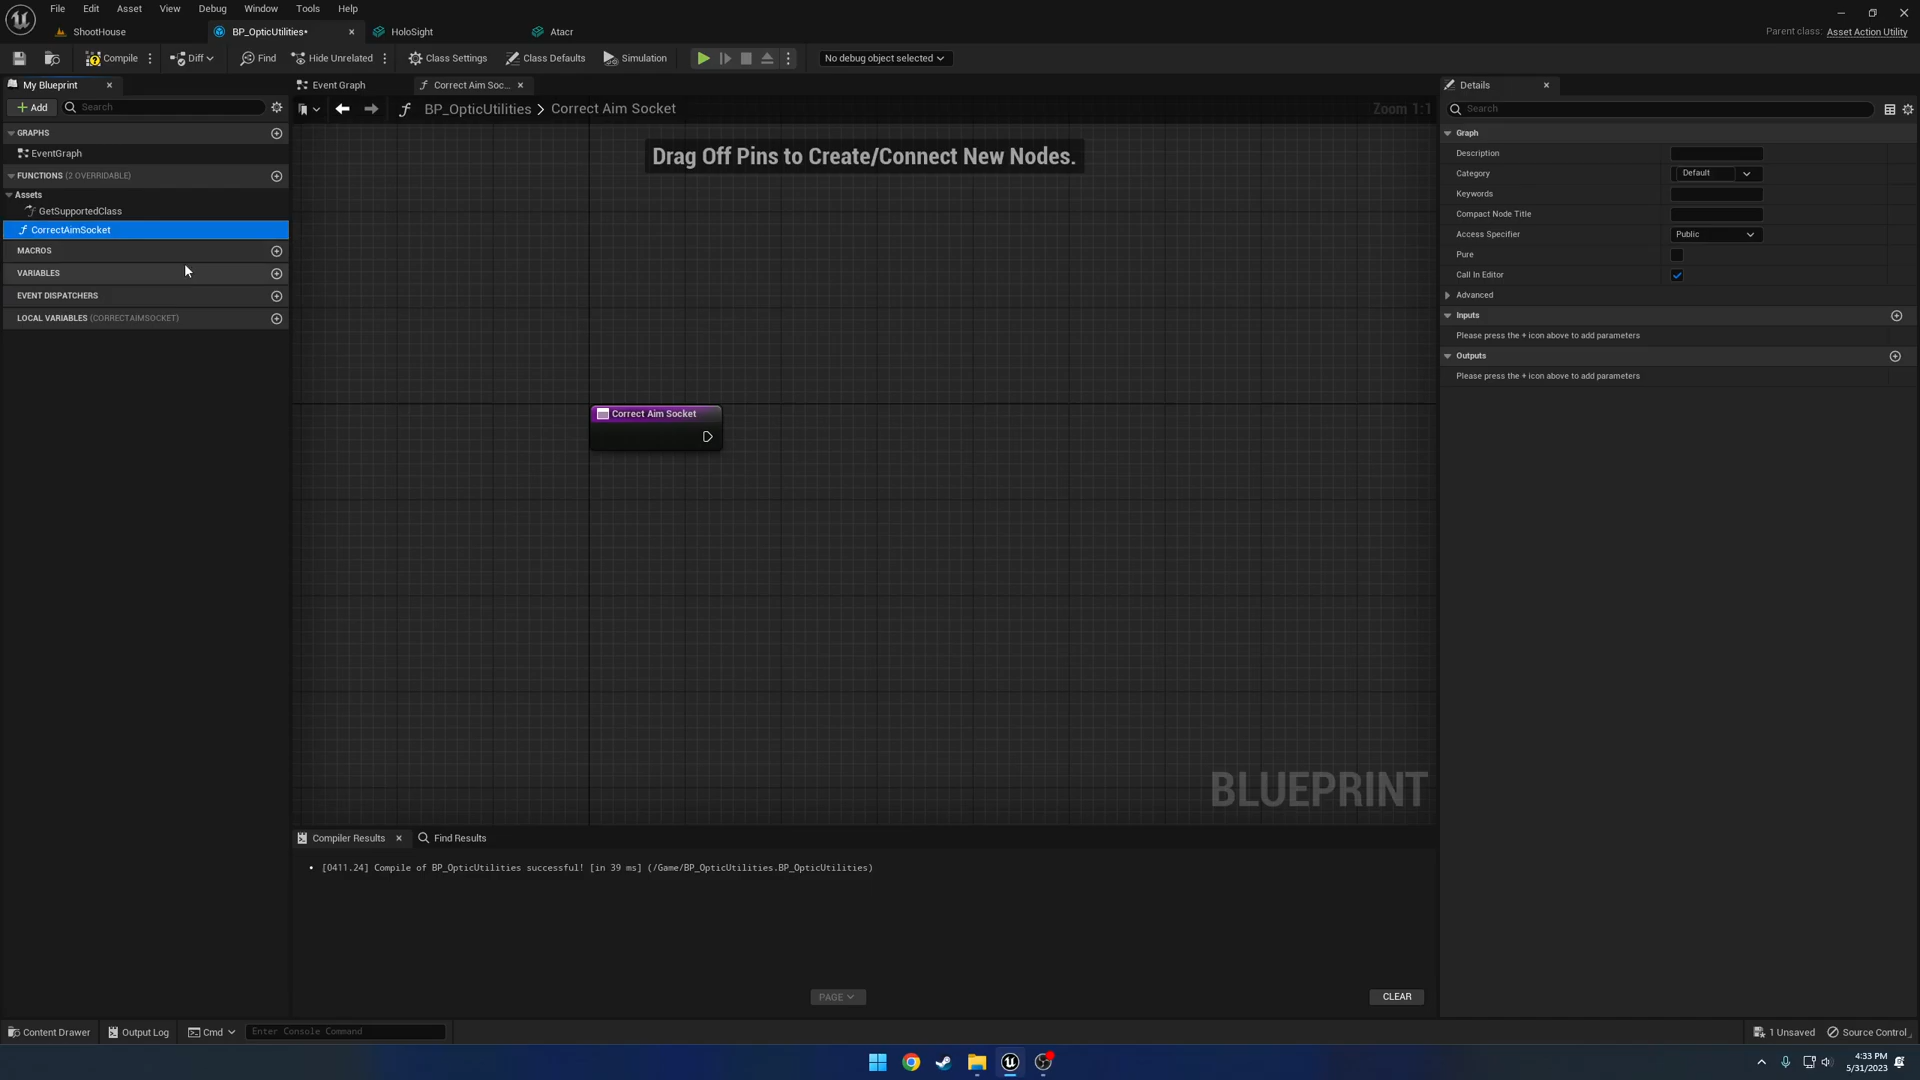 File Edit Asset View Debug Window Tools Help
ShootHouse BP_OpticUtilities• HoloSight Atacr
Parent class: Asset Action Utility
Compile Diff Find Hide Unrelated Class Settings Class Defaults Simulation No debug object selected
My Blueprint
Add Search
GRAPHS
EventGraph
FUNCTIONS (2 OVERRIDABLE)
Assets
GetSupportedClass
CorrectAimSocket
MACROS
VARIABLES
EVENT DISPATCHERS
LOCAL VARIABLES (CORRECTAIMSOCKET)
Event Graph Correct Aim Soc...
BP_OpticUtilities > Correct Aim Socket Zoom 1:1
Drag Off Pins to Create/Connect New Nodes.
Correct Aim Socket
BLUEPRINT
Compiler Results Find Results
• [0411.24] Compile of BP_OpticUtilities successful! [in 39 ms] (/Game/BP_OpticUtilities.BP_OpticUtilities)
PAGE
CLEAR
Details
Search
Graph
Description
Category Default
Keywords
Compact Node Title
Access Specifier Public
Pure
Call In Editor
Advanced
Inputs
Please press the + icon above to add parameters
Outputs
Please press the + icon above to add parameters
Content Drawer Output Log Cmd Enter Console Command
1 Unsaved Source Control
4:33 PM
5/31/2023